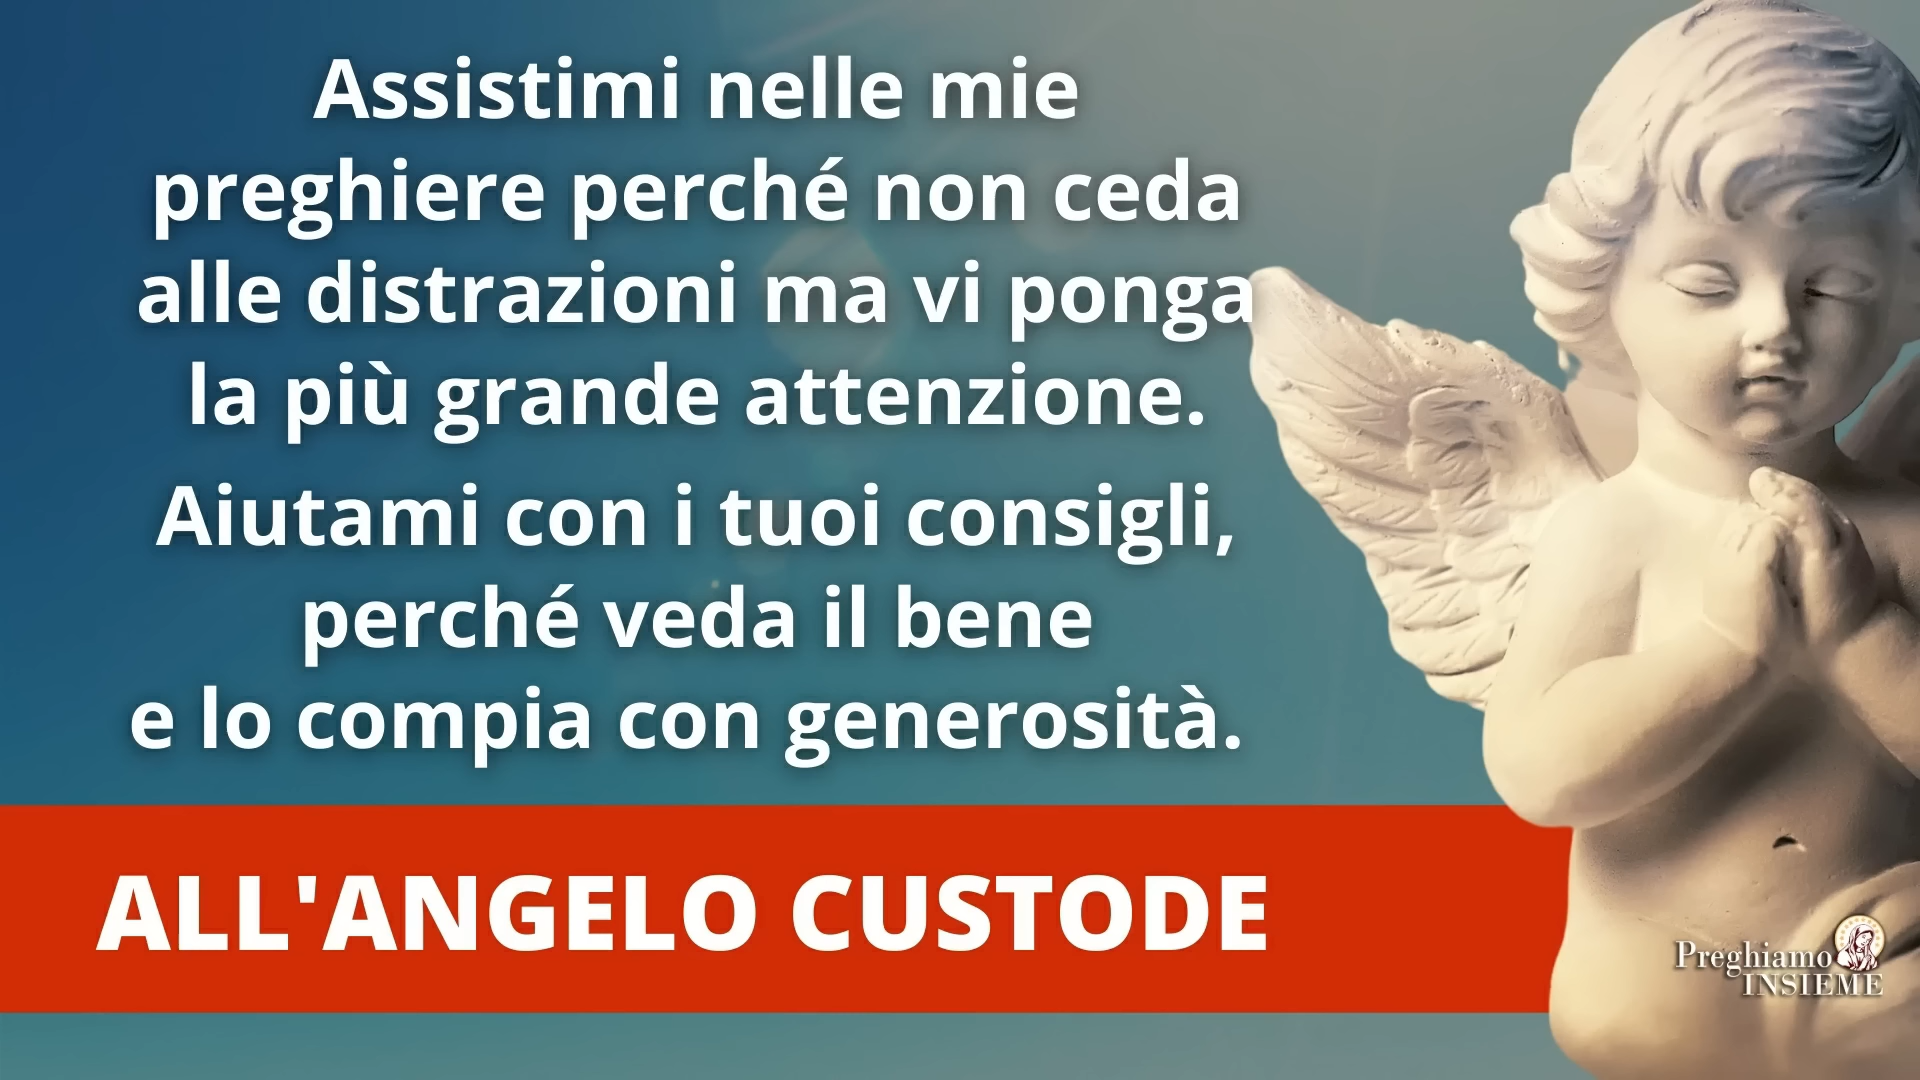 Assistimi nelle mie
preghiere perché non ceda
alle distrazioni ma vi ponga
la più grande attenzione.
Aiutami con i tuoi consigli,
perché veda il bene
e lo compia con generosità.
ALL'ANGELO CUSTODE
Preghiamo
INSIEME